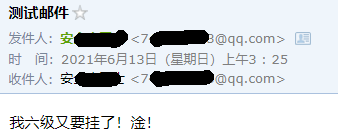 测试邮件☆
发件人：安 <7 3@qq.com>
时 间：2021年6月13日（星期日）上午3：25
收件人：安 <7 @qq.com>
我六级又要挂了！淦！